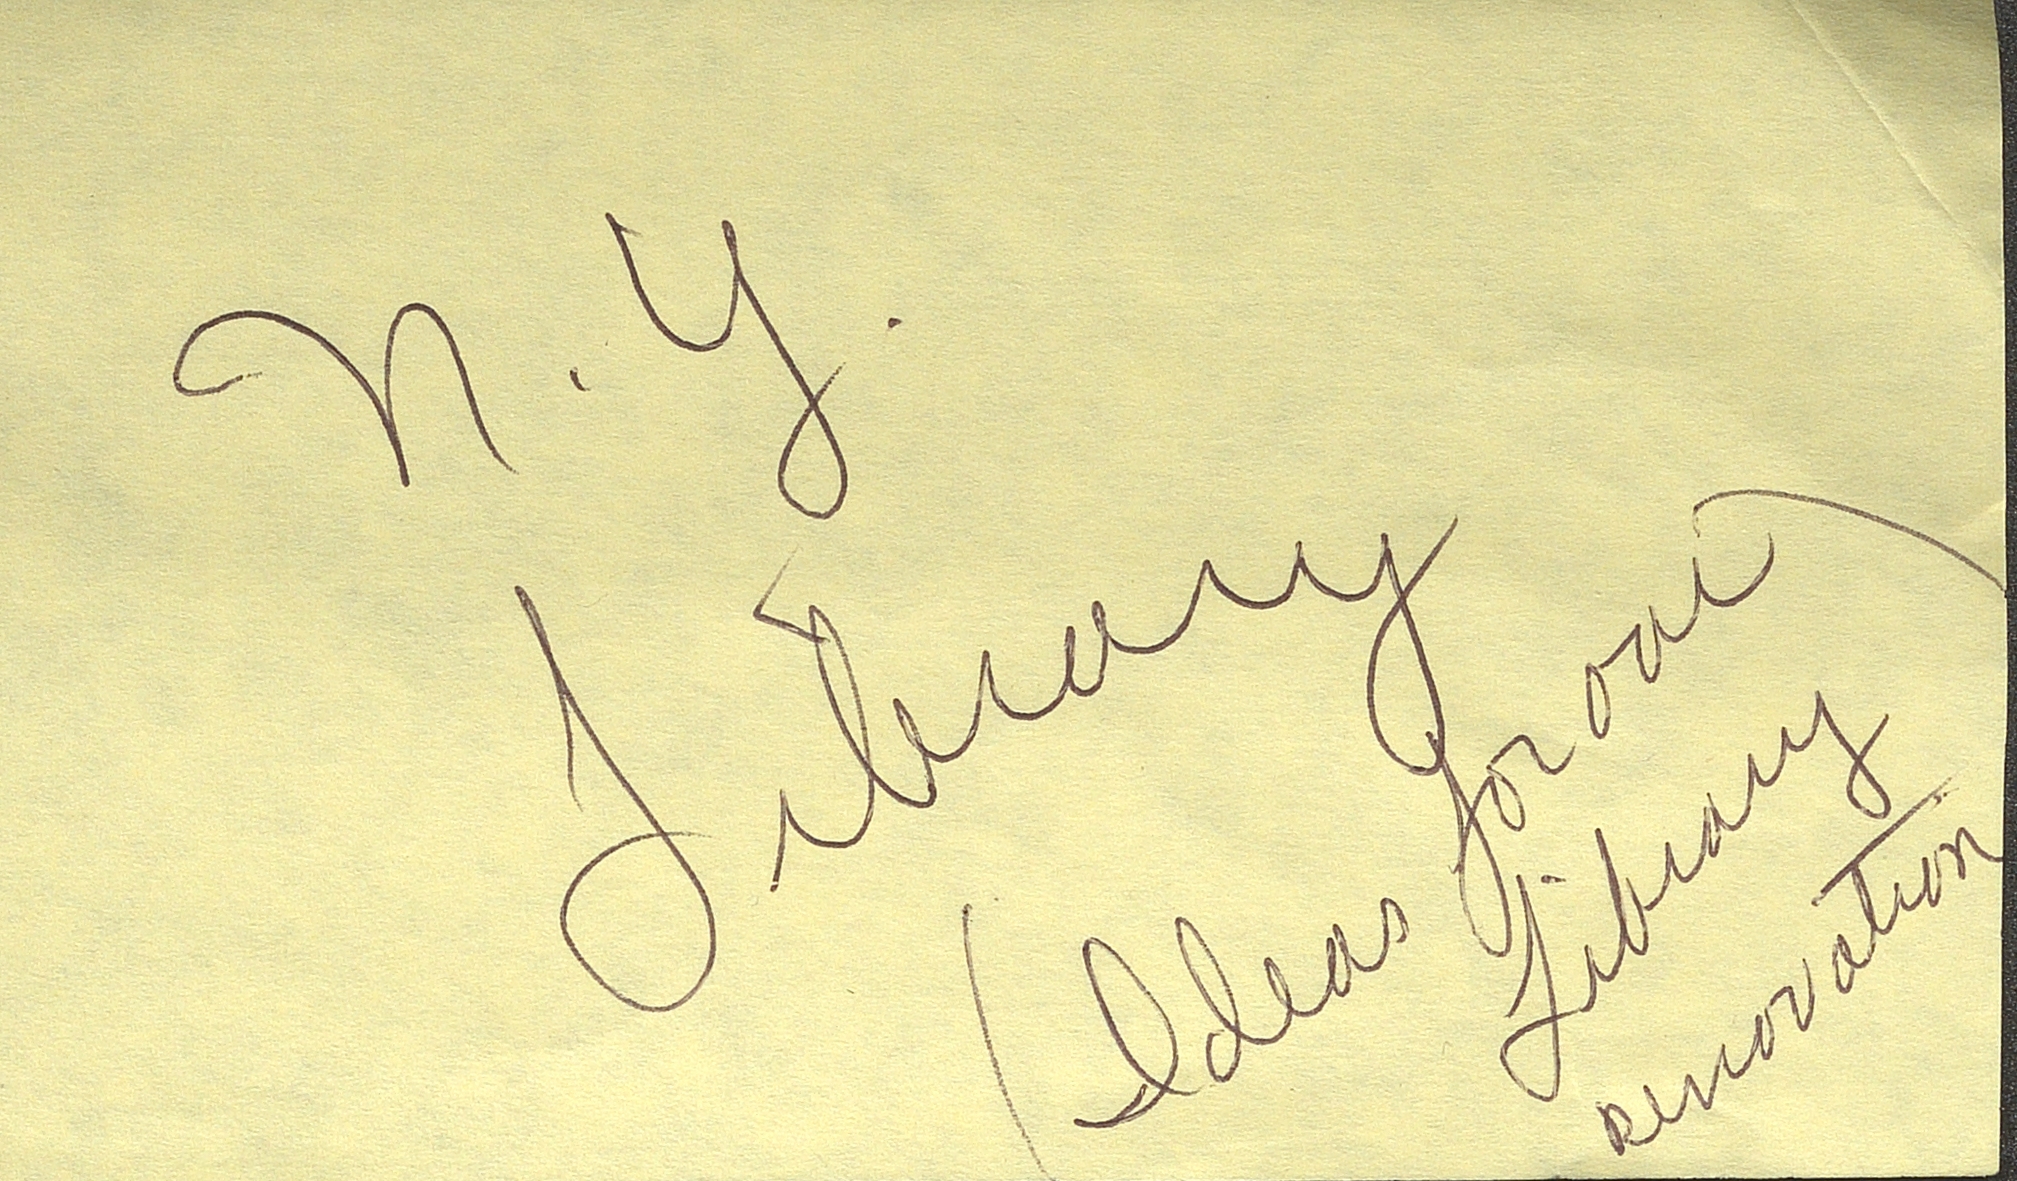 N.Y.
Library
(Ideas for our)
Library
renovation